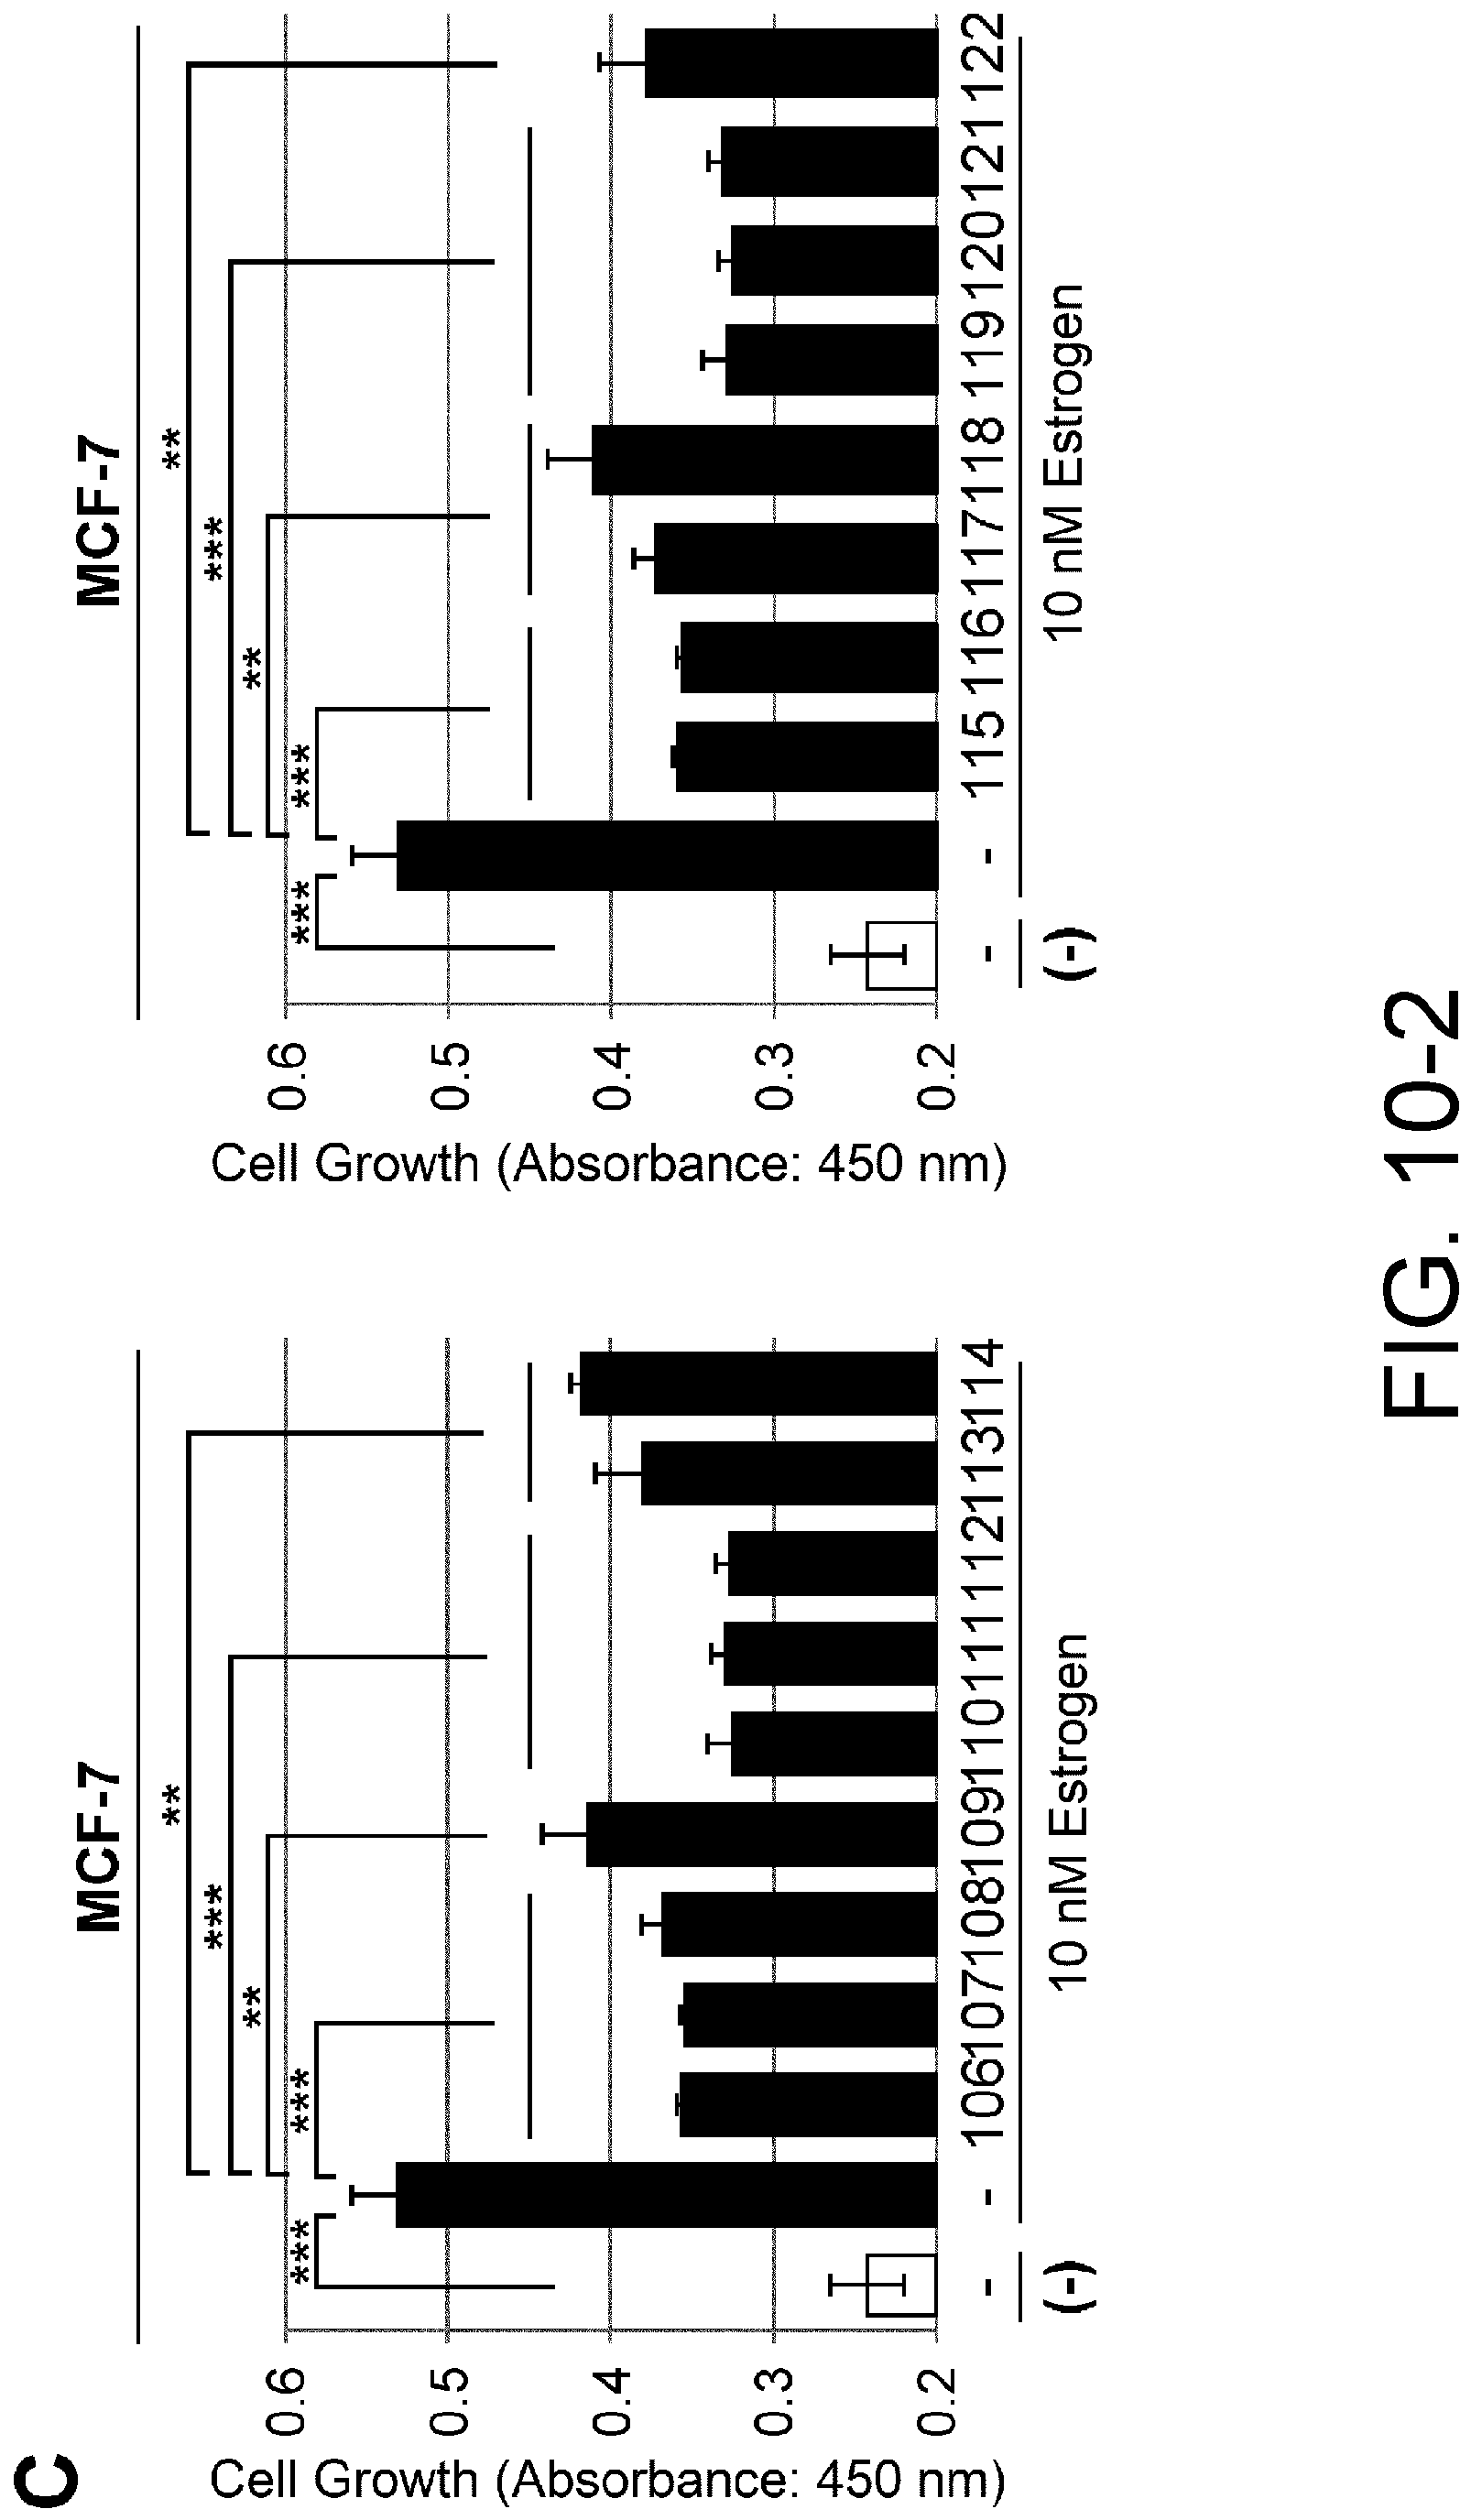 C
MCF-7
**
***
**
***
***
0.6
0.5
0.4
0.3
0.2
Cell Growth (Absorbance: 450 nm)
- - 106 107 108 109 110 111 112 113 114
(-) 10 nM Estrogen
MCF-7
**
***
**
***
***
0.6
0.5
0.4
0.3
0.2
Cell Growth (Absorbance: 450 nm)
- - 115 116 117 118 119 120 121 122
(-) 10 nM Estrogen
FIG. 10-2